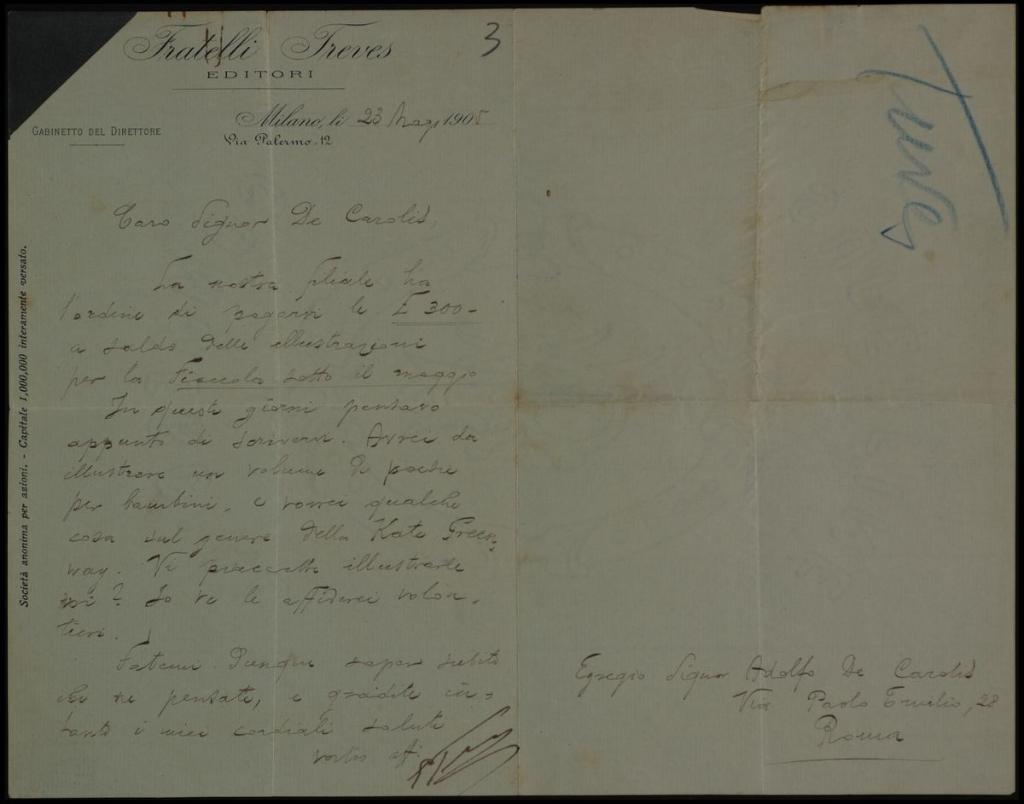 Fratelli Treves
EDITORI
3
Milano, li 23 Mag 1905
Via Palermo. 12
GABINETTO DEL DIRETTORE
Treves
Società anonima per azioni. - Capitale 1,000,000 interamente versato.
Caro Signor De Carolis,
La nostra filiale ha
l'ordine di pagarvi le £ 300-
a saldo delle illustrazioni
per la Fiaccola sotto il moggio
In questi giorni pensavo
appunto di scrivervi. Avrei da
illustrare un volume di poesie
per bambini, e vorrei qualche
cosa sul genere della Kate Green,
way. Vi piacerebbe illustrarle
? Io ve le affiderei volon,
tieri.
Fatemi dunque saper subito
che ne pensate, e gradite in-
tanto i miei cordiali saluti
vostro aff.
Egregio Signor Adolfo De Carolis
Via Paolo Emilio, 28
Roma